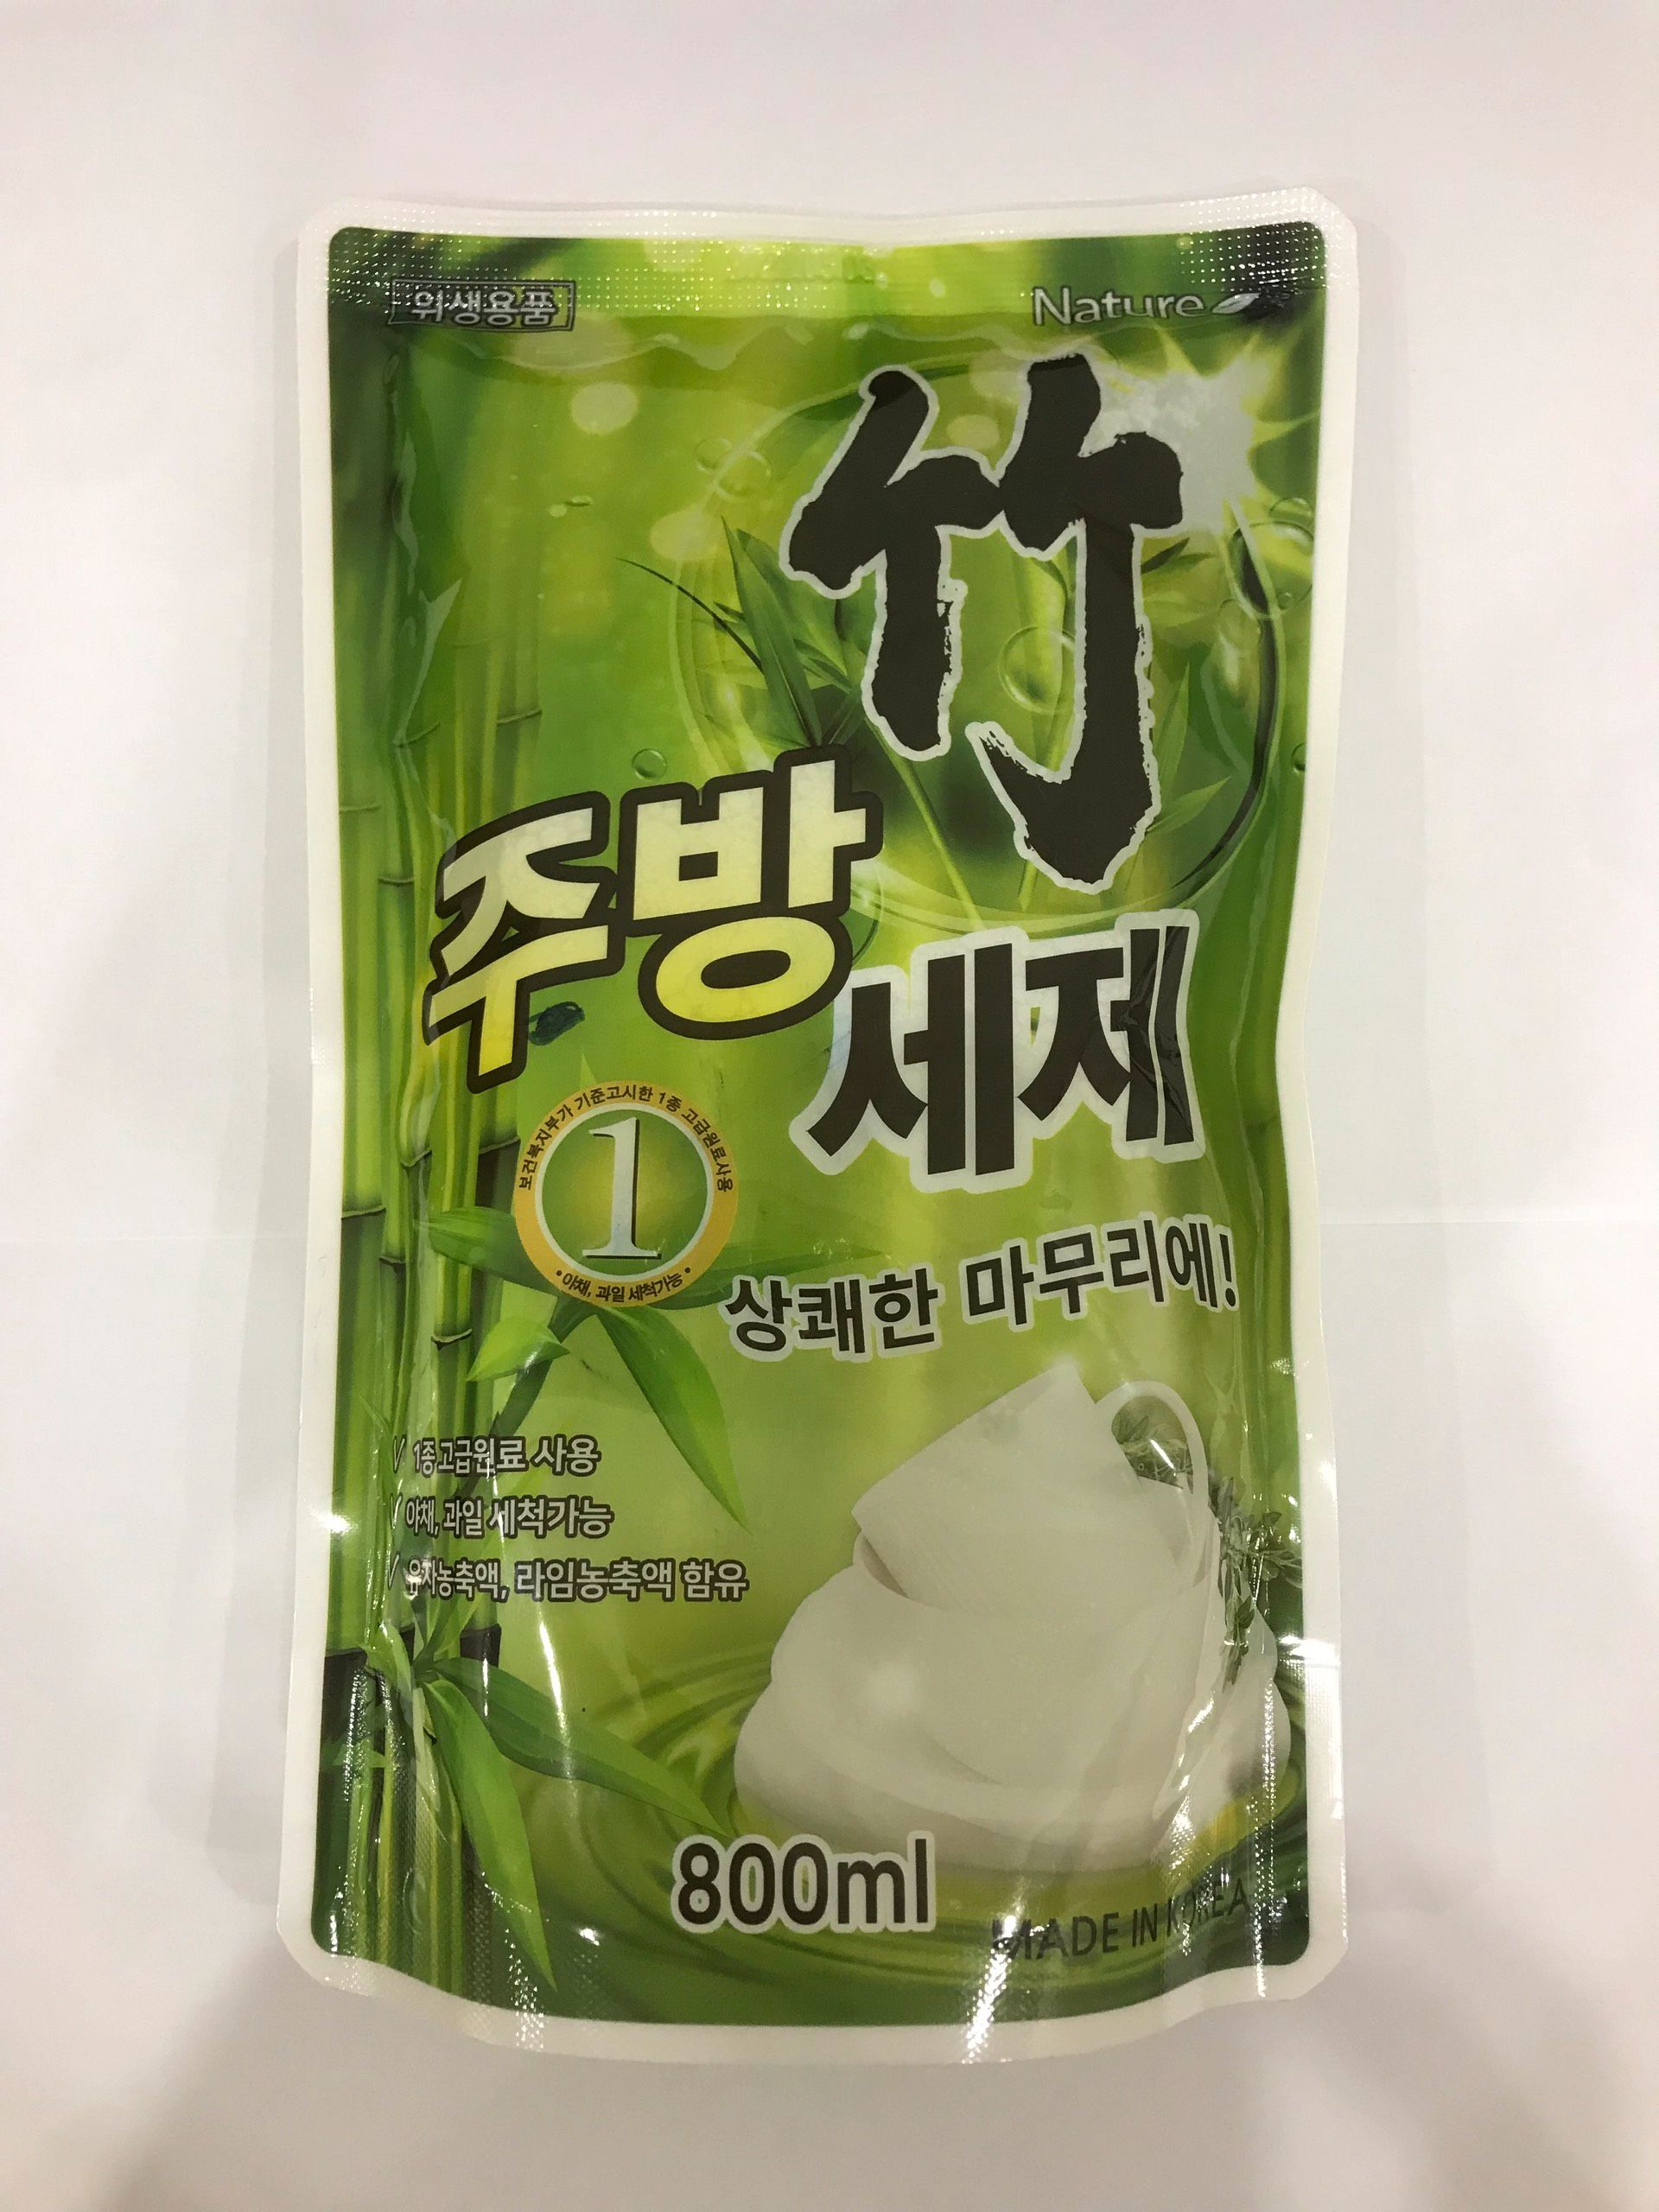 위생용품
Nature
竹
주방
세제
보건복지부가 기준고시한 1종 고급원료사용
1
• 야채, 과일 세척가능 •
상쾌한 마무리에!
✓ 1종고급원료 사용
✓ 야채, 과일 세척가능
✓ 유자농축액, 라임농축액 함유
800ml
MADE IN KOREA